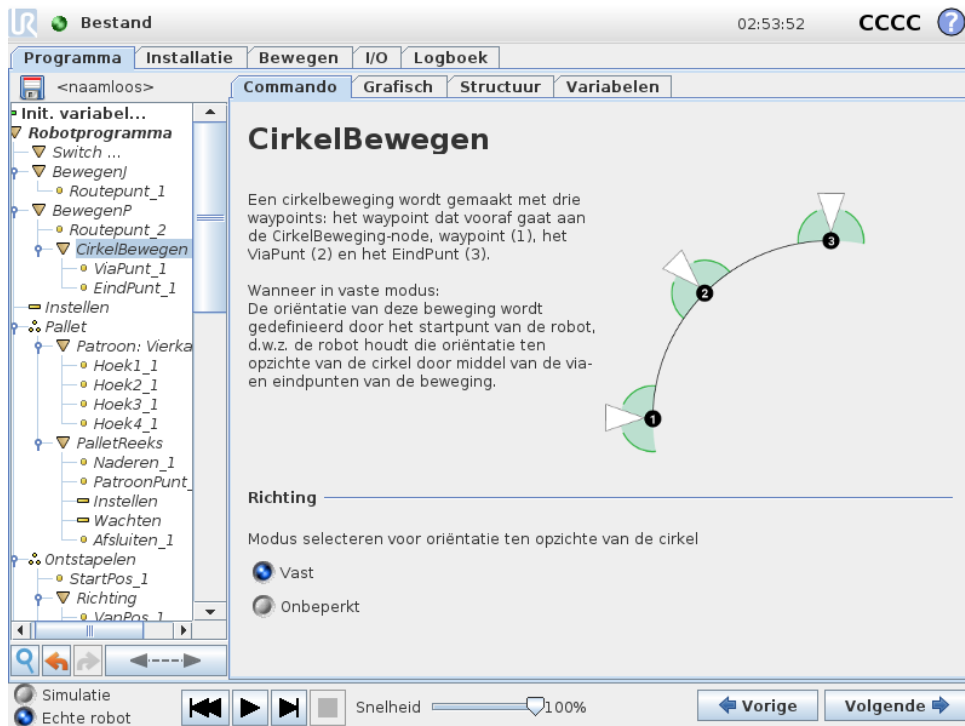 UR Bestand 02:53:52 CCCC ?
Programma Installatie Bewegen I/O Logboek
<naamloos> Commando Grafisch Structuur Variabelen
Init. variabel...
Robotprogramma
Switch ...
BewegenJ
Routepunt_1
BewegenP
Routepunt_2
CirkelBewegen
ViaPunt_1
EindPunt_1
Instellen
Pallet
Patroon: Vierka
Hoek1_1
Hoek2_1
Hoek3_1
Hoek4_1
PalletReeks
Naderen_1
PatroonPunt_
Instellen
Wachten
Afsluiten_1
Ontstapelen
StartPos_1
Richting
VanPos_1
CirkelBewegen
Een cirkelbeweging wordt gemaakt met drie
waypoints: het waypoint dat vooraf gaat aan
de CirkelBeweging-node, waypoint (1), het
ViaPunt (2) en het EindPunt (3).
Wanneer in vaste modus:
De oriëntatie van deze beweging wordt
gedefinieerd door het startpunt van de robot,
d.w.z. de robot houdt die oriëntatie ten
opzichte van de cirkel door middel van de via-
en eindpunten van de beweging.
3
2
1
Richting
Modus selecteren voor oriëntatie ten opzichte van de cirkel
Vast
Onbeperkt
Simulatie
Echte robot
Snelheid 100%
Vorige Volgende